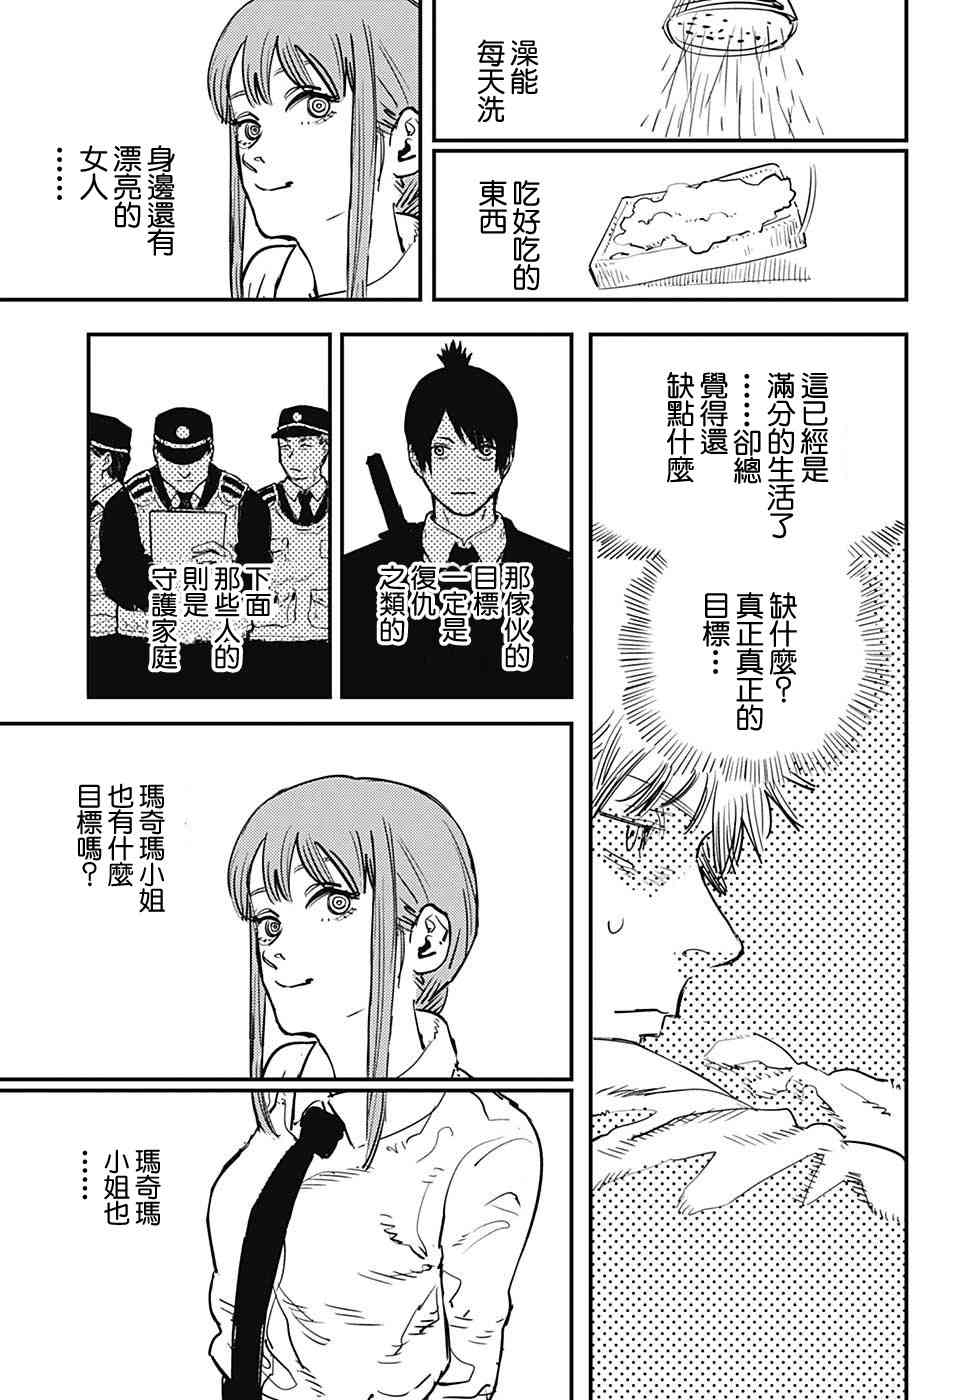 能每天洗
澡
吃好吃的
東西
身邊還有
漂亮的
女人
……
這已經是
滿分的生活了
……卻總
覺得還
缺點什麼
缺什麼?
真正真正的
目標…
那傢伙的
目標
一定是
復仇
之類的
下面
那些人的
則是
守護家庭
瑪奇瑪小姐
也有什麼
目標嗎?
瑪奇瑪
小姐也
……